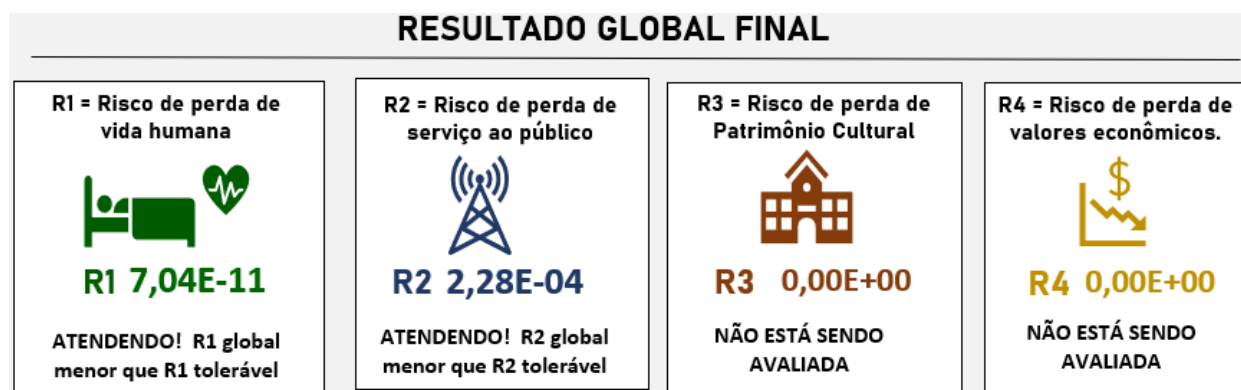 RESULTADO GLOBAL FINAL
R1 = Risco de perda de
vida humana
R1 7,04E-11
ATENDENDO! R1 global
menor que R1 tolerável
R2 = Risco de perda de
serviço ao público
R2 2,28E-04
ATENDENDO! R2 global
menor que R2 tolerável
R3 = Risco de perda de
Patrimônio Cultural
R3 0,00E+00
NÃO ESTÁ SENDO
AVALIADA
R4 = Risco de perda de
valores econômicos.
$
R4 0,00E+00
NÃO ESTÁ SENDO
AVALIADA